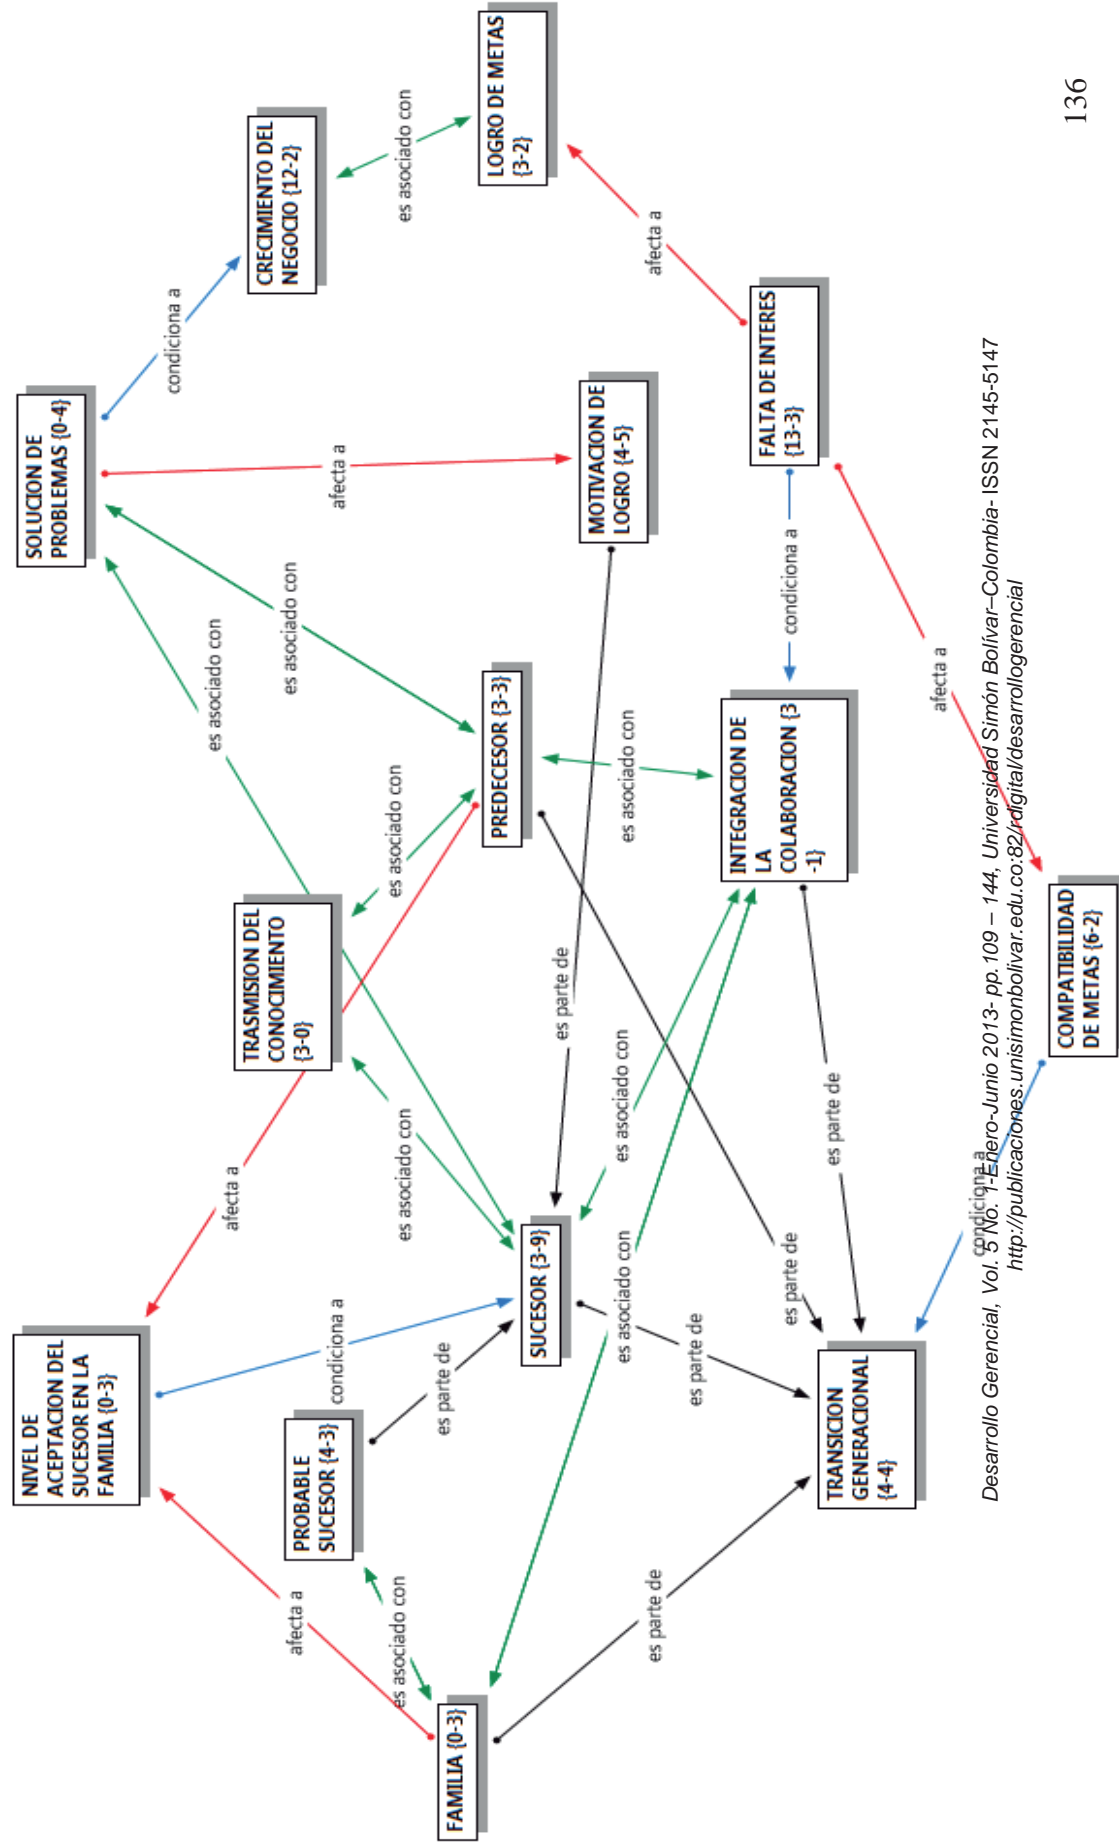 NIVEL DE
ACEPTACION DEL
SUCESOR EN LA
FAMILIA {0-3}
SOLUCION DE
PROBLEMAS {0-4}
condiciona a
es asociado con
afecta a
TRASMISION DEL
CONOCIMIENTO
{3-0}
CRECIMIENTO DEL
NEGOCIO {12-2}
afecta a
es asociado con
PROBABLE
SUCESOR {4-3}
condiciona a
afecta a
es asociado con
es asociado con
es asociado con
es asociado con
es parte de
FAMILIA {0-3}
PREDECESOR {3-3}
LOGRO DE METAS
{3-2}
SUCESOR {3-9}
es parte de
MOTIVACION DE
LOGRO {4-5}
es asociado con
es asociado con
es asociado con
es parte de
afecta a
es parte de
INTEGRACION DE
LA
COLABORACION {3
-1}
FALTA DE INTERES
{13-3}
es parte de
condiciona a
TRANSICION
GENERACIONAL
{4-4}
es parte de
afecta a
condiciona a
COMPATIBILIDAD
DE METAS {6-2}
Desarrollo Gerencial, Vol. 5 No. 1-Enero-Junio 2013- pp. 109 – 144, Universidad Simón Bolívar–Colombia- ISSN 2145-5147
http://publicaciones.unisimonbolivar.edu.co:82/rdigital/desarrollogerencial
136